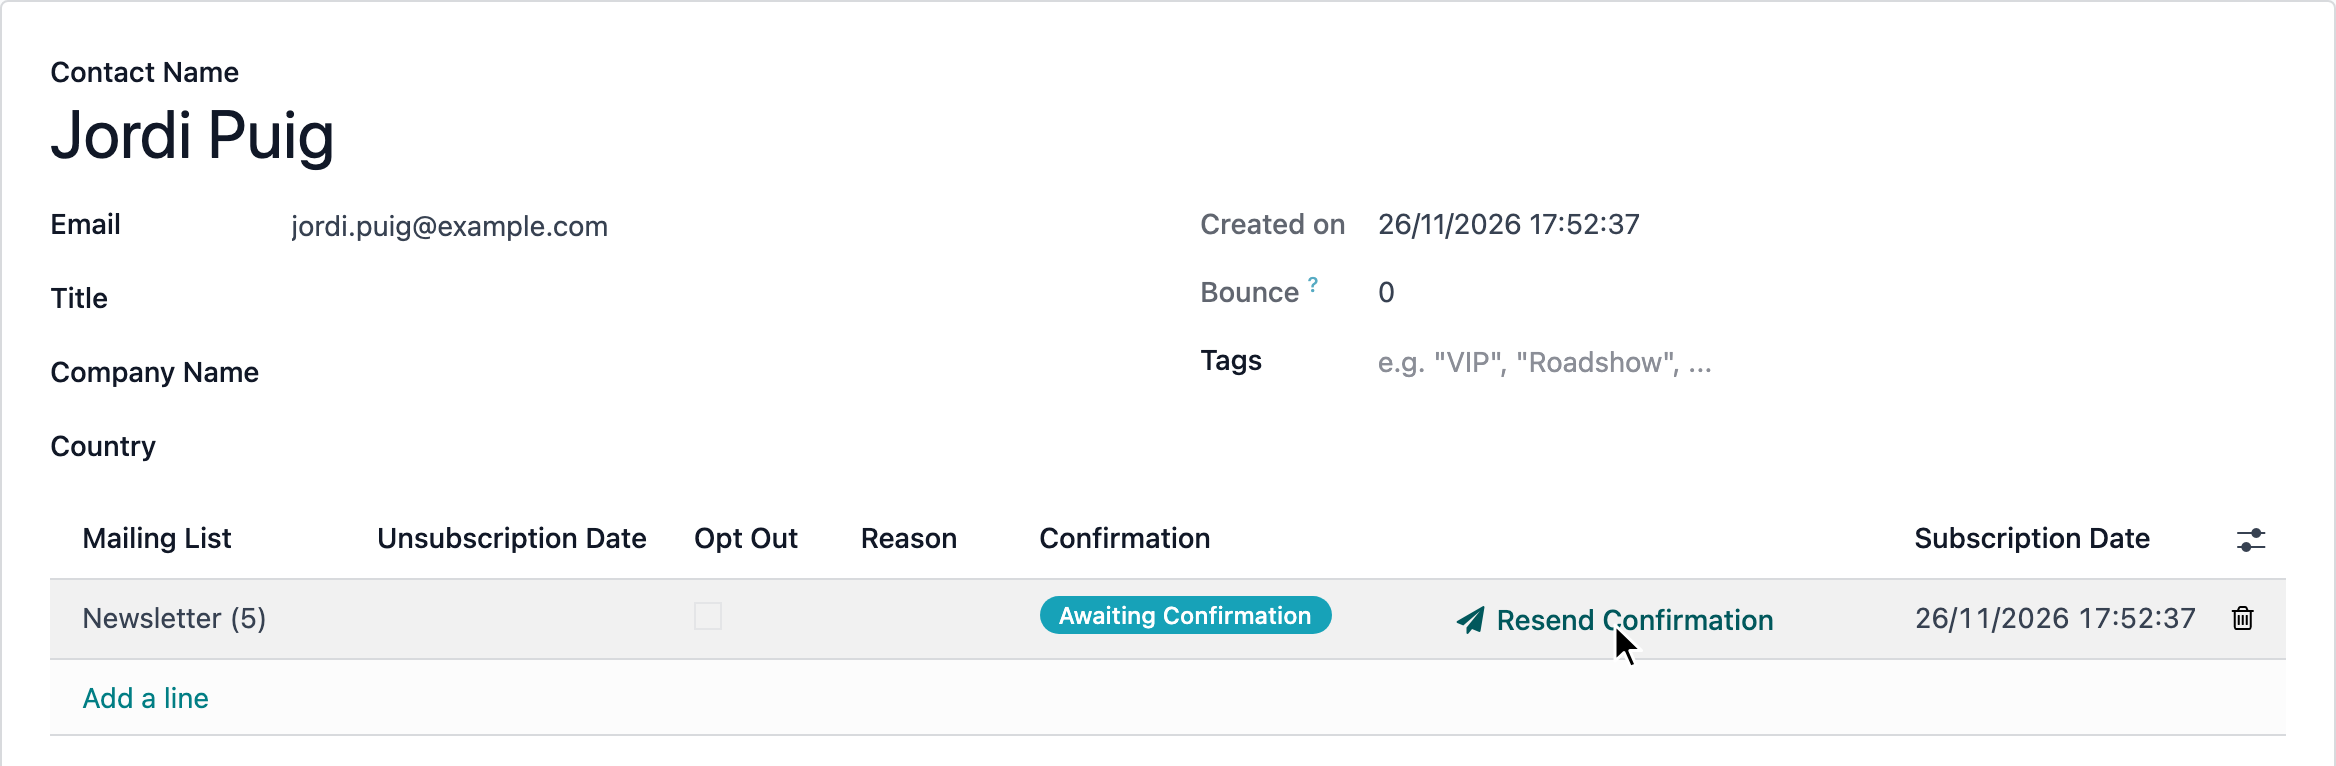 Contact Name
Jordi Puig
Email jordi.puig@example.com
Created on 26/11/2026 17:52:37
Title
Bounce ? 0
Company Name
Tags e.g. "VIP", "Roadshow", ...
Country
Mailing List Unsubscription Date Opt Out Reason Confirmation Subscription Date
Newsletter (5) Awaiting Confirmation Resend Confirmation 26/11/2026 17:52:37
Add a line